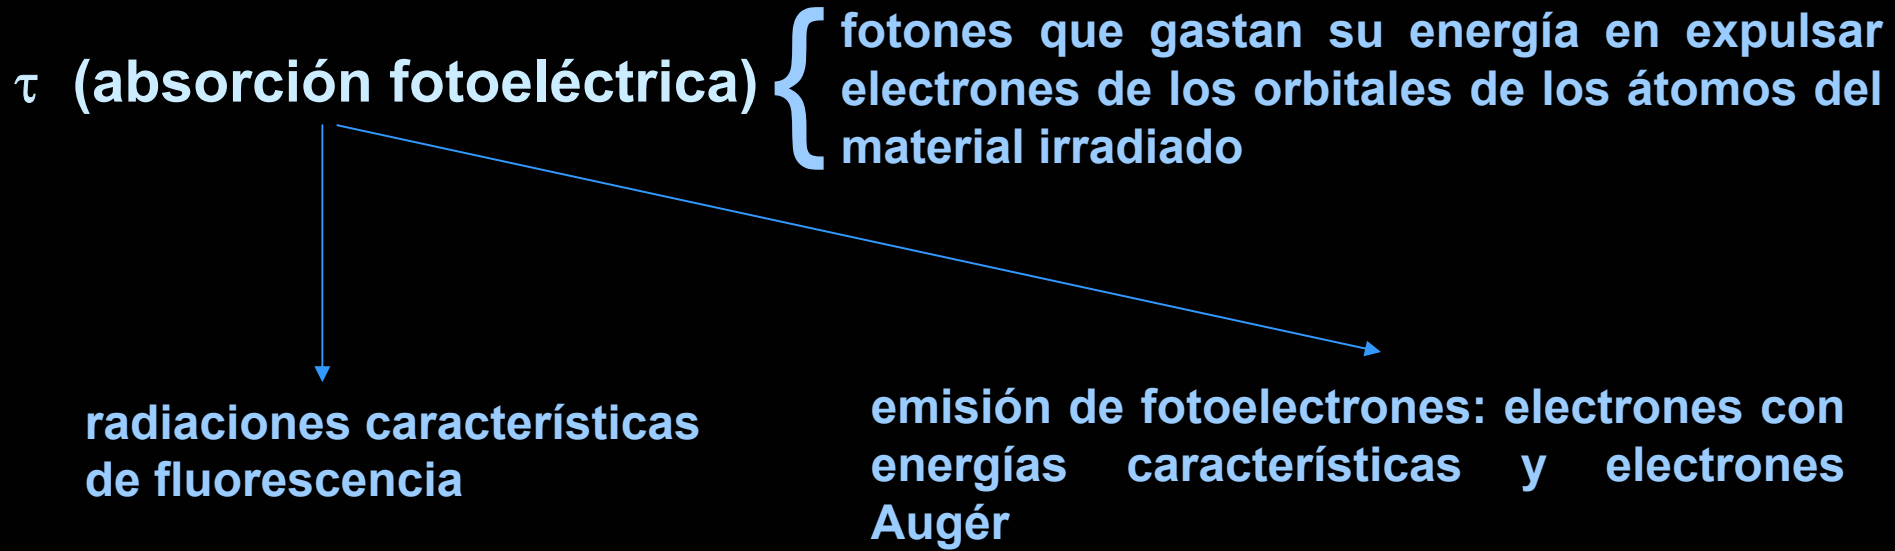 τ (absorción fotoeléctrica) {
fotones que gastan su energía en expulsar
electrones de los orbitales de los átomos del
material irradiado
radiaciones características
de fluorescencia
emisión de fotoelectrones: electrones con
energías características y electrones
Augér